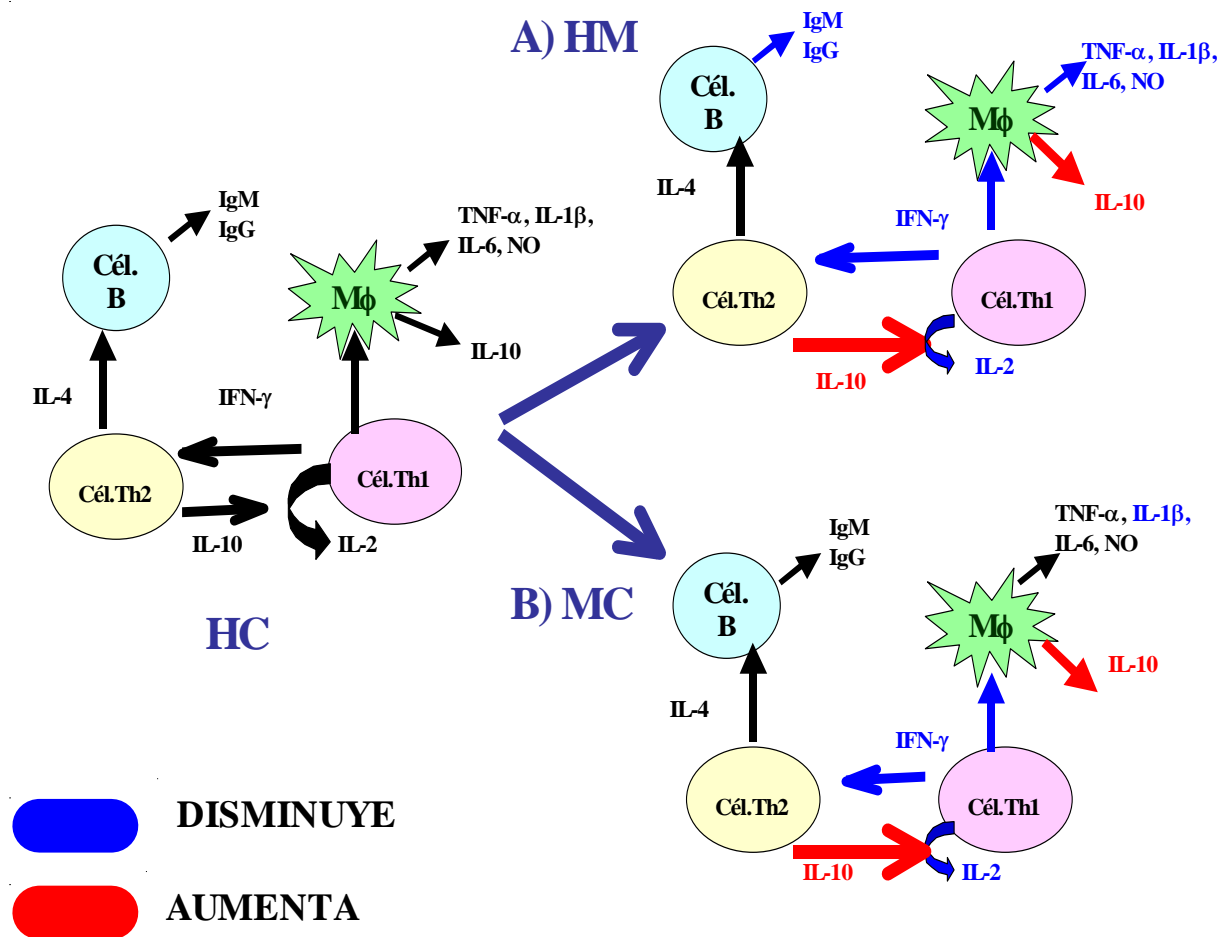 A) HM
IgM
IgG
Cél.
B
IL-4
Cél.Th2
TNF-α, IL-1β,
IL-6, NO
Mϕ
IL-10
IFN-γ
Cél.Th1
IL-10
IL-2
IgM
IgG
Cél.
B
IL-4
Cél.Th2
TNF-α, IL-1β,
IL-6, NO
Mϕ
IL-10
IFN-γ
Cél.Th1
IL-10
IL-2
HC
B) MC
IgM
IgG
Cél.
B
IL-4
Cél.Th2
TNF-α, IL-1β,
IL-6, NO
Mϕ
IL-10
IFN-γ
Cél.Th1
IL-10
IL-2
DISMINUYE
AUMENTA